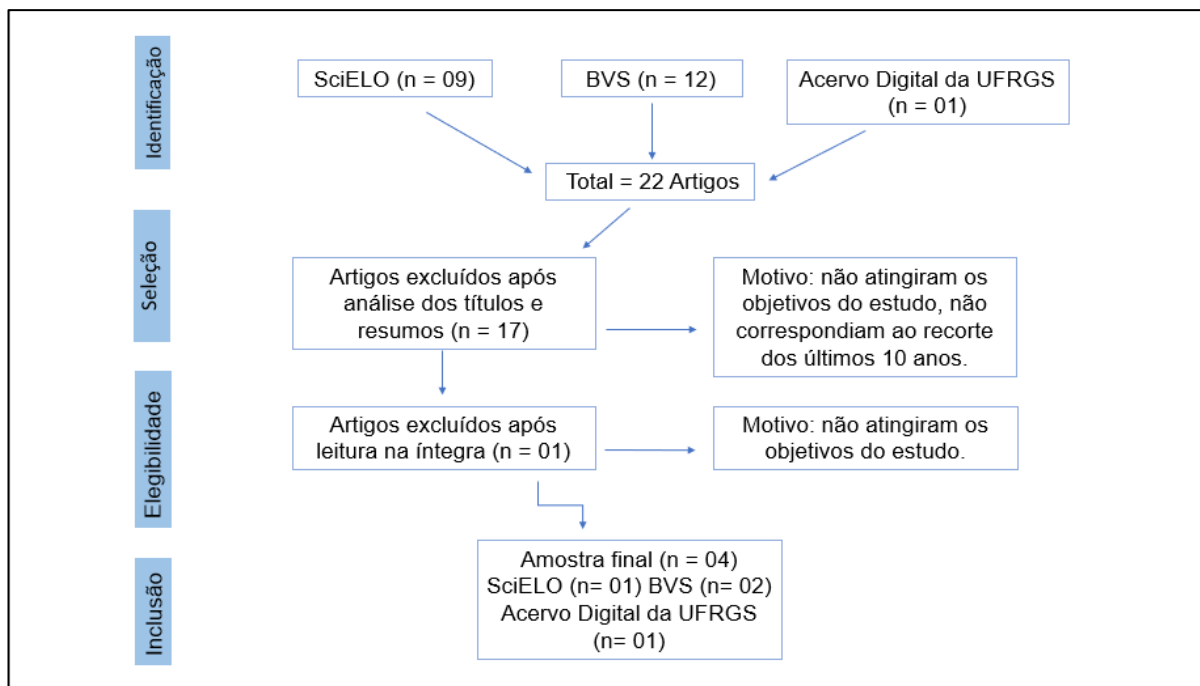 Identificação
SciELO (n = 09)
BVS (n = 12)
Acervo Digital da UFRGS
(n = 01)
Total = 22 Artigos
Seleção
Artigos excluídos após
análise dos títulos e
resumos (n = 17)
Motivo: não atingiram os
objetivos do estudo, não
correspondiam ao recorte
dos últimos 10 anos.
Elegibilidade
Artigos excluídos após
leitura na íntegra (n = 01)
Motivo: não atingiram os
objetivos do estudo.
Inclusão
Amostra final (n = 04)
SciELO (n= 01) BVS (n= 02)
Acervo Digital da UFRGS
(n= 01)